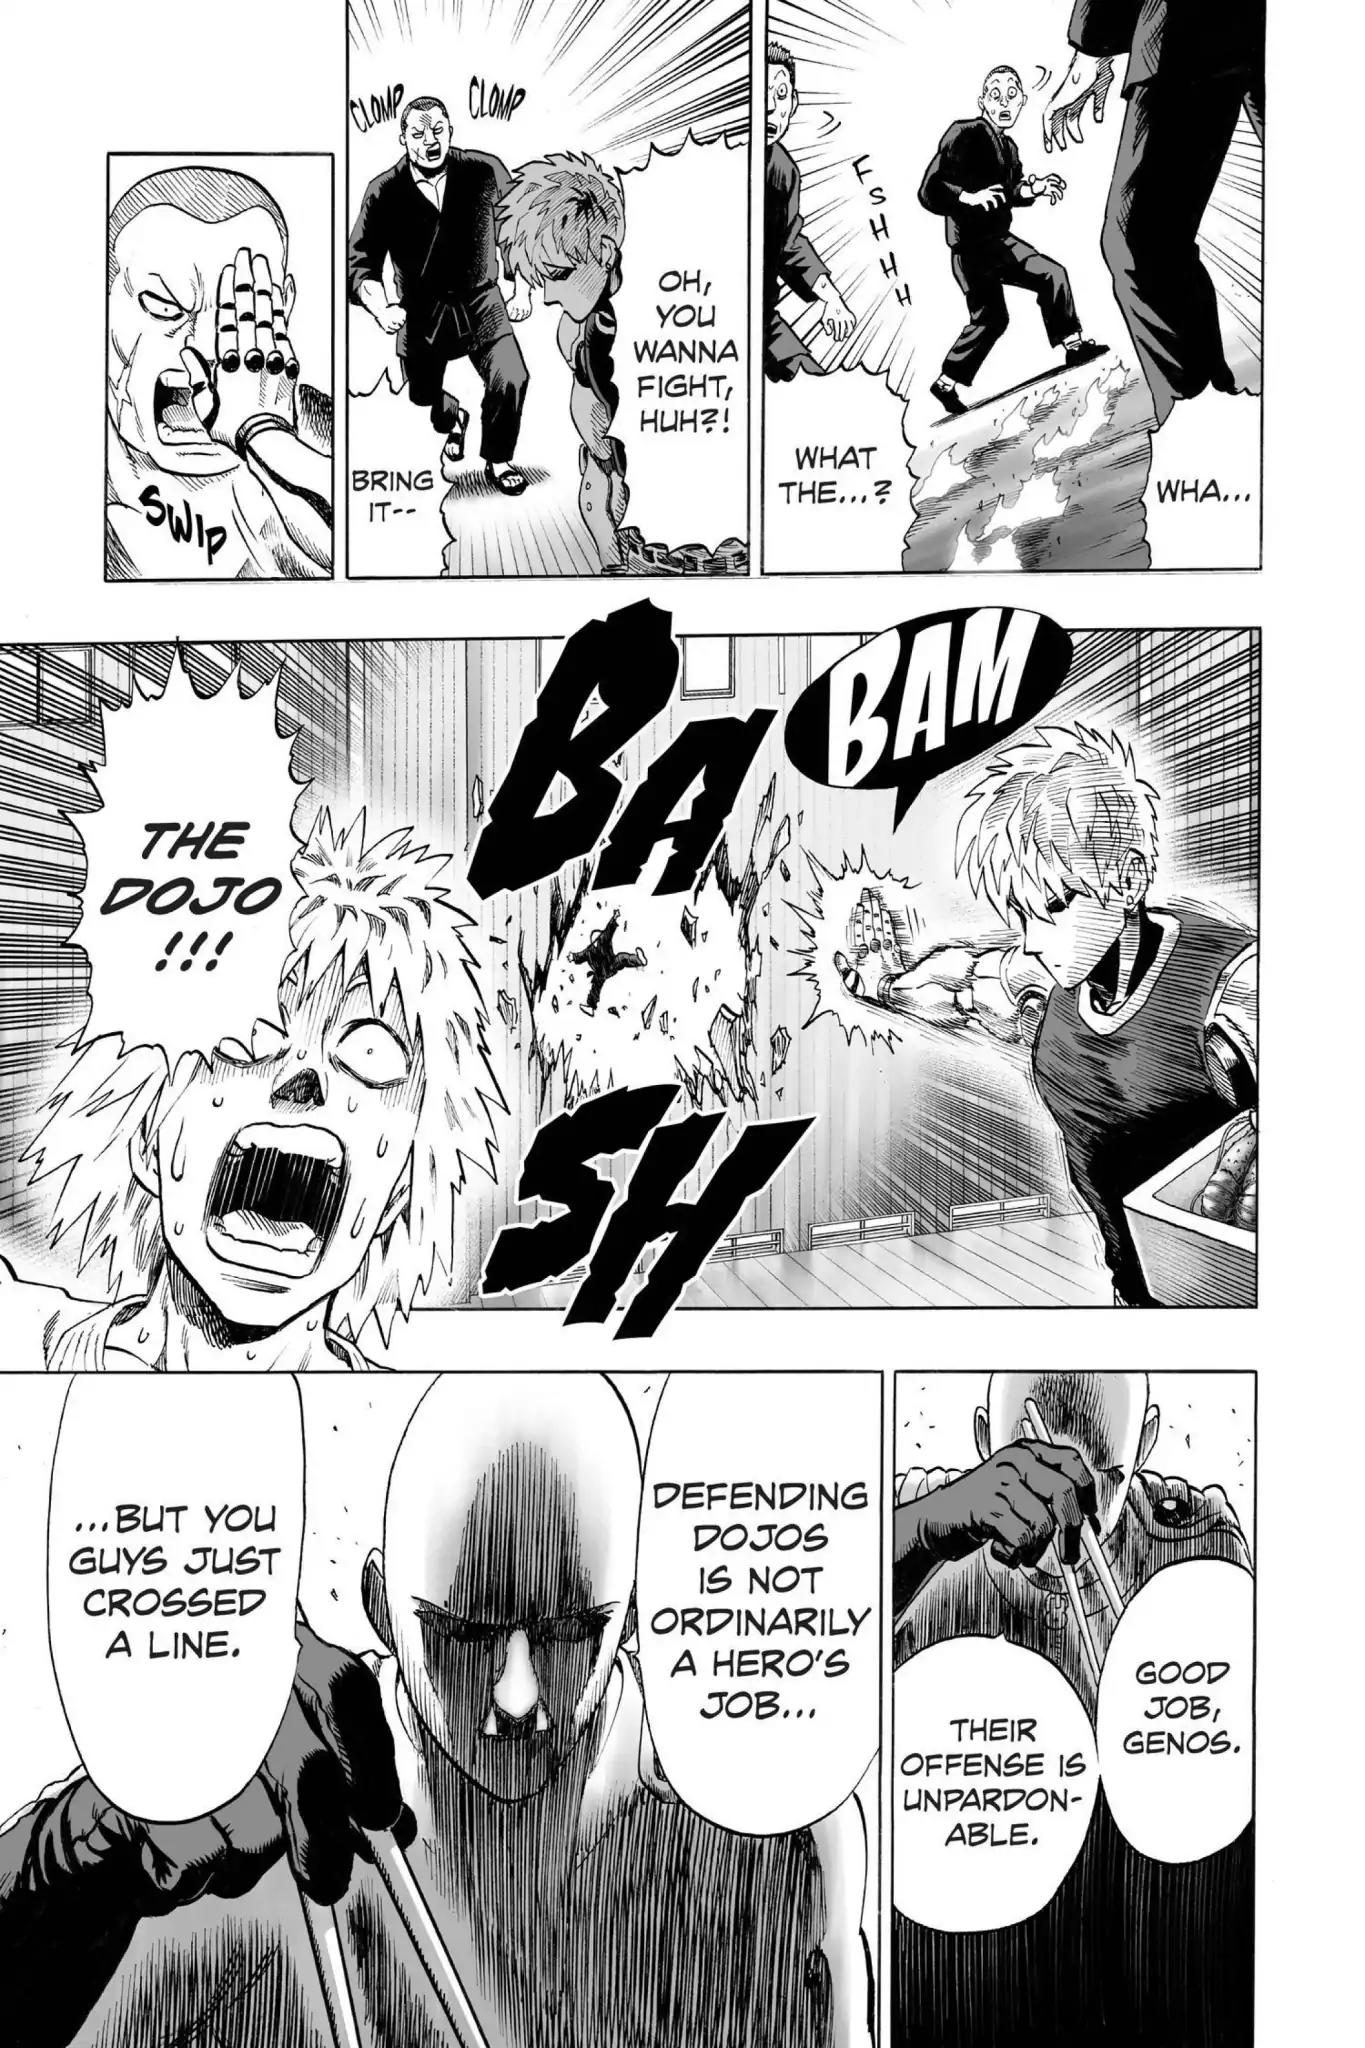 FSHHHH
WHA...
WHAT
THE...?
CLOMP
CLOMP
OH,
YOU
WANNA
FIGHT,
HUH?!
BRING
IT--
SWIP
BAM
BA
SH
THE
DOJO
!!!
GOOD
JOB,
GENOS.
THEIR
OFFENSE IS
UNPARDON-
ABLE.
DEFENDING
DOJOS
IS NOT
ORDINARILY
A HERO'S
JOB...
...BUT YOU
GUYS JUST
CROSSED
A LINE.